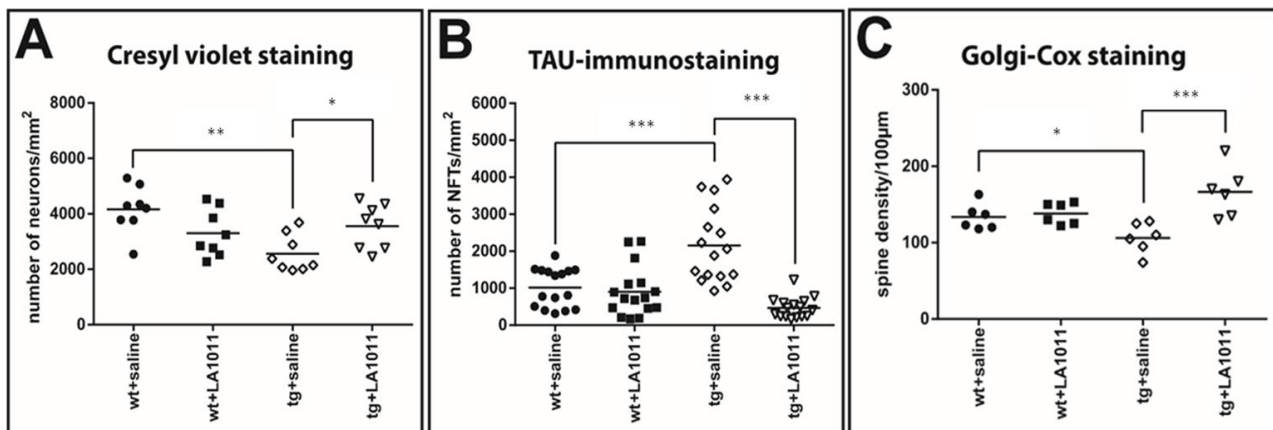 A
Cresyl violet staining
number of neurons/mm²
8000
6000
4000
2000
0
**
*
wt+saline
wt+LA1011
tg+saline
tg+LA1011
B
TAU-immunostaining
number of NFTs/mm²
6000
5000
4000
3000
2000
1000
0
***
***
wt+saline
wt+LA1011
tg+saline
tg+LA1011
C
Golgi-Cox staining
spine density/100µm
300
200
100
0
*
***
wt+saline
wt+LA1011
tg+saline
tg+LA1011